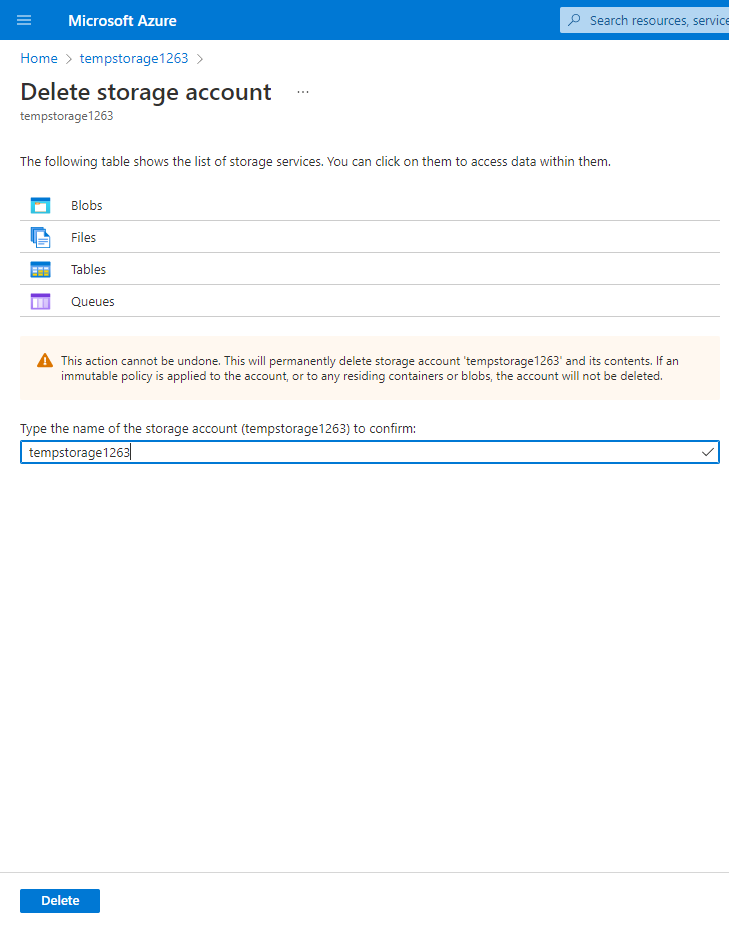 Microsoft Azure
Search resources, service
Home > tempstorage1263 >
Delete storage account ...
tempstorage1263
The following table shows the list of storage services. You can click on them to access data within them.
Blobs
Files
Tables
Queues
This action cannot be undone. This will permanently delete storage account 'tempstorage1263' and its contents. If an
immutable policy is applied to the account, or to any residing containers or blobs, the account will not be deleted.
Type the name of the storage account (tempstorage1263) to confirm:
tempstorage1263
Delete